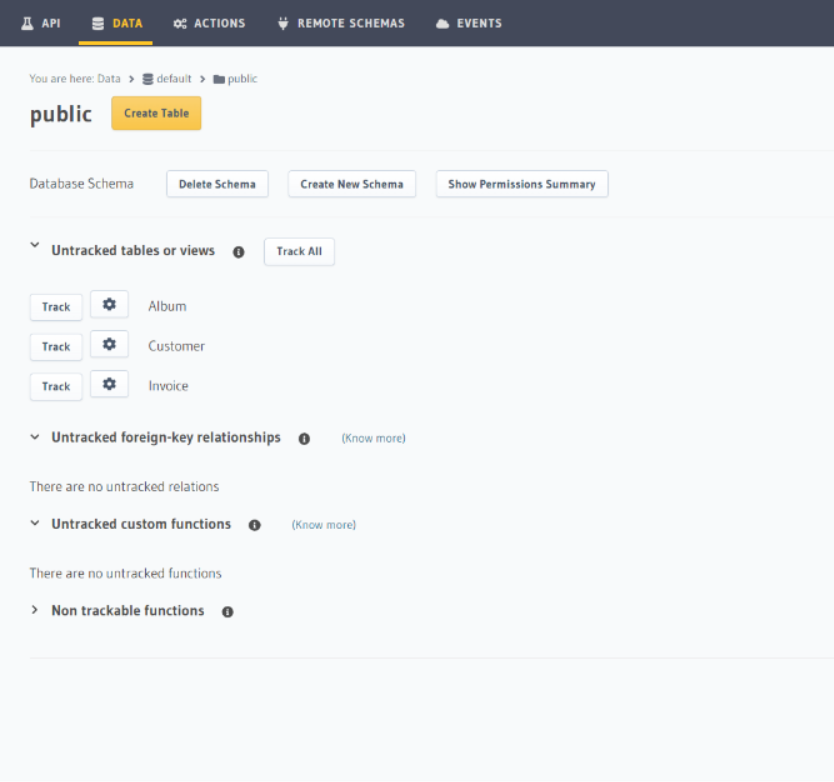 API DATA ACTIONS REMOTE SCHEMAS EVENTS
You are here: Data > default > public
public Create Table
Database Schema Delete Schema Create New Schema Show Permissions Summary
Untracked tables or views Track All
Track Album
Track Customer
Track Invoice
Untracked foreign-key relationships (Know more)
There are no untracked relations
Untracked custom functions (Know more)
There are no untracked functions
Non trackable functions